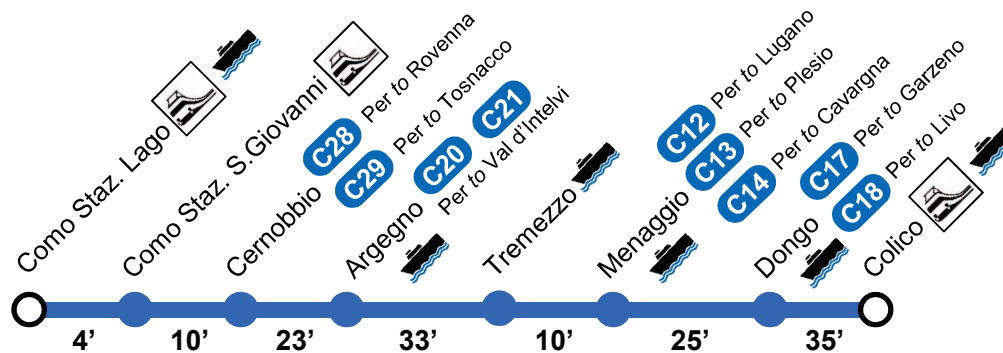 Como Staz. Lago
Como Staz. S.Giovanni
Cernobbio
C28 Per to Rovenna
C29 Per to Tosnacco
Argegno
C20 C21
Per to Val d'Intelvi
Tremezzo
Menaggio
C12 Per to Lugano
C13 Per to Plesio
C14 Per to Cavargna
Dongo
C17 Per to Garzeno
C18 Per to Livo
Colico
4’ 10’ 23’ 33’ 10’ 25’ 35’